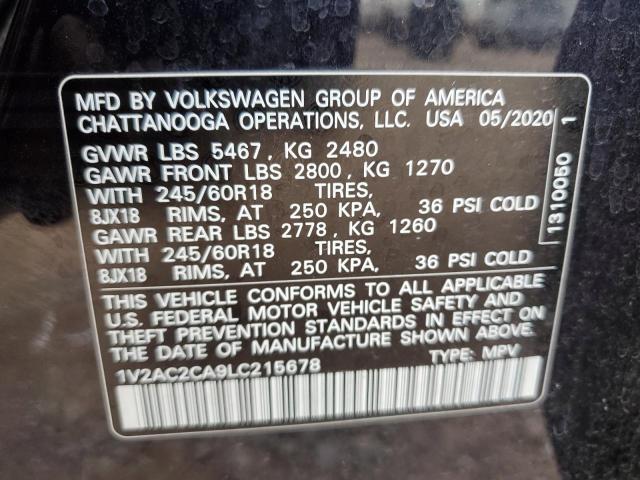 MFD BY VOLKSWAGEN GROUP OF AMERICA
CHATTANOOGA OPERATIONS, LLC. USA 05/2020
GVWR LBS 5467, KG 2480
GAWR FRONT LBS 2800, KG 1270
WITH 245/60R18 TIRES,
8JX18 RIMS, AT 250 KPA, 36 PSI COLD
GAWR REAR LBS 2778, KG 1260
WITH 245/60R18 TIRES,
8JX18 RIMS, AT 250 KPA, 36 PSI COLD
THIS VEHICLE CONFORMS TO ALL APPLICABLE
U.S. FEDERAL MOTOR VEHICLE SAFETY AND
THEFT PREVENTION STANDARDS IN EFFECT ON
THE DATE OF MANUFACTURE SHOWN ABOVE.
1V2AC2CA9LC215678 TYPE: MPV
1310050 1